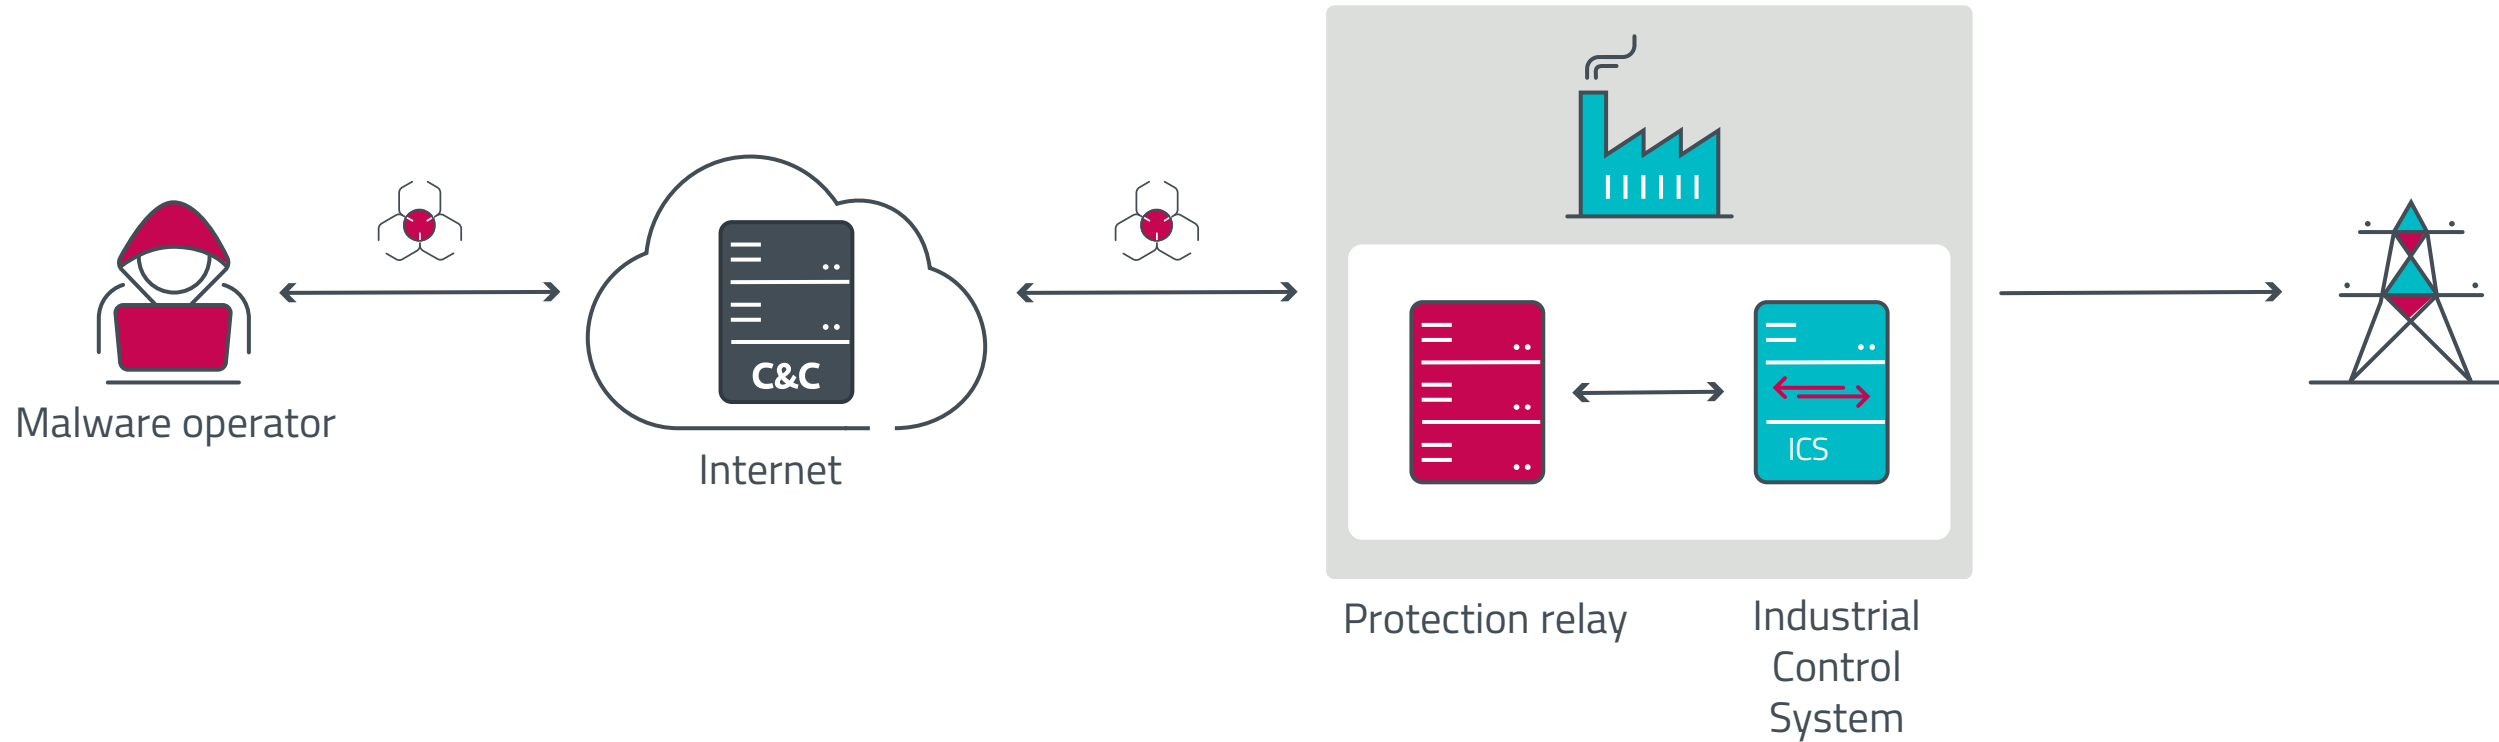 Malware operator
C&C
Internet
ICS
Protection relay
Industrial
Control
System